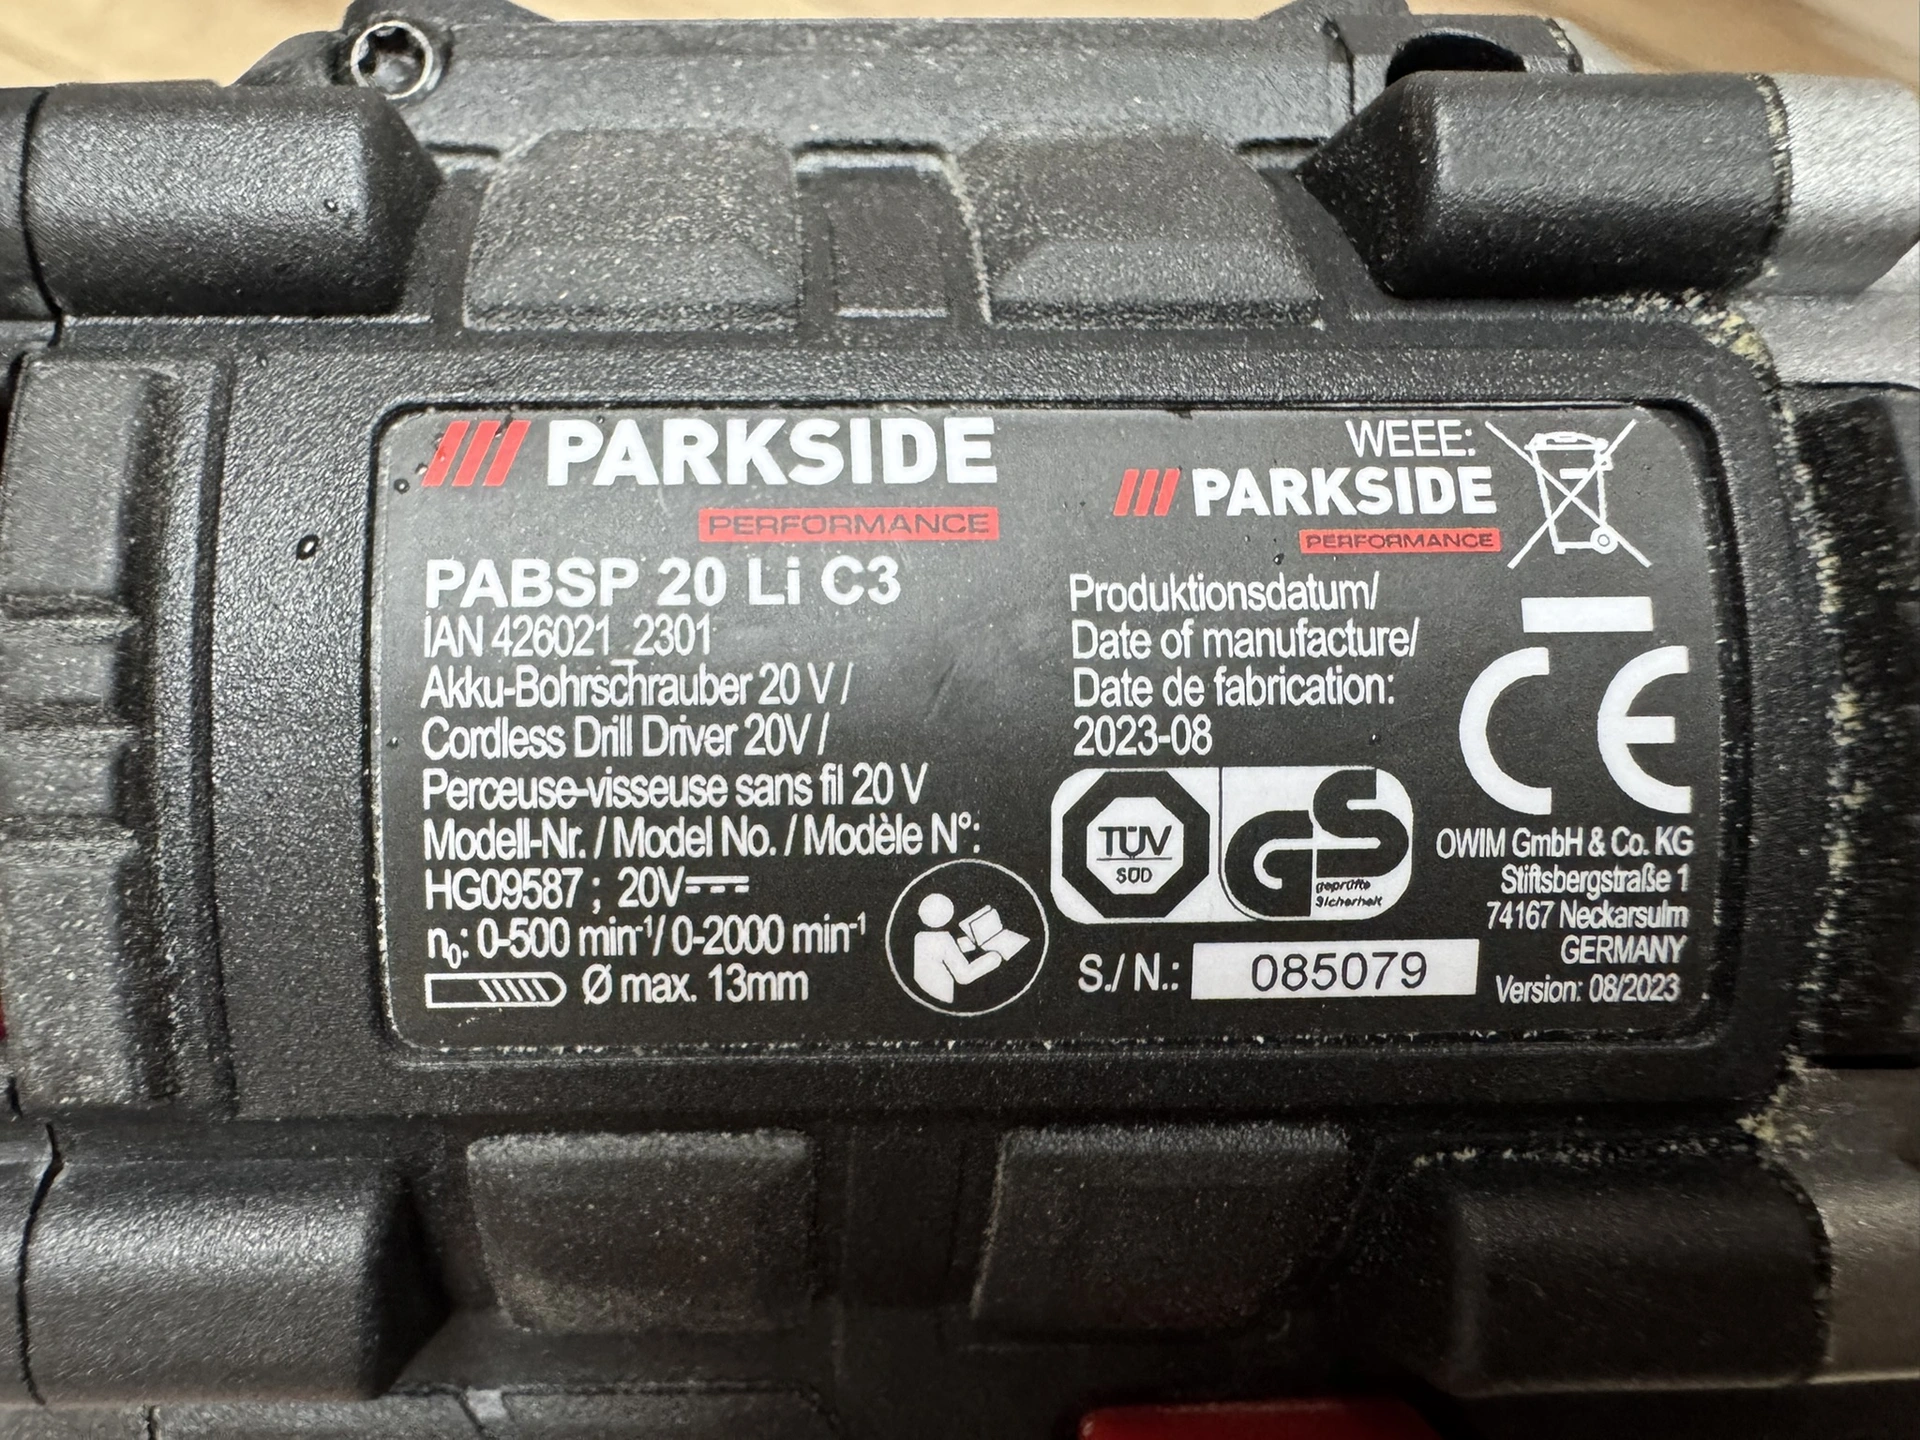 PARKSIDE
PERFORMANCE
PABSP 20 Li C3
IAN 426021_2301
Akku-Bohrschrauber 20 V /
Cordless Drill Driver 20V /
Perceuse-visseuse sans fil 20 V
Modell-Nr. / Model No. / Modèle N°:
HG09587 ; 20V
n₀: 0-500 min⁻¹/ 0-2000 min⁻¹
Ø max. 13mm
WEEE:
PARKSIDE
PERFORMANCE
Produktionsdatum/
Date of manufacture/
Date de fabrication:
2023-08
TÜV
SÜD
GS
geprüfte
Sicherheit
S./ N.: 085079
CE
OWIM GmbH & Co. KG
Stiftsbergstraße 1
74167 Neckarsulm
GERMANY
Version: 08/2023